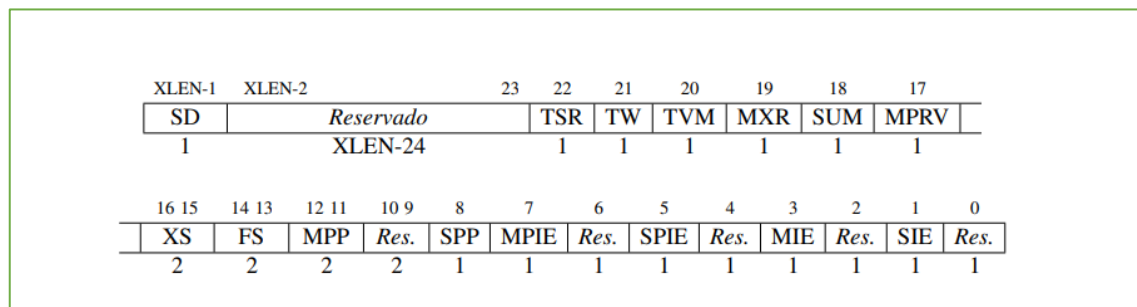 XLEN-1 XLEN-2 23 22 21 20 19 18 17
SD Reservado TSR TW TVM MXR SUM MPRV
1 XLEN-24 1 1 1 1 1 1
16 15 14 13 12 11 10 9 8 7 6 5 4 3 2 1 0
XS FS MPP Res. SPP MPIE Res. SPIE Res. MIE Res. SIE Res.
2 2 2 2 1 1 1 1 1 1 1 1 1